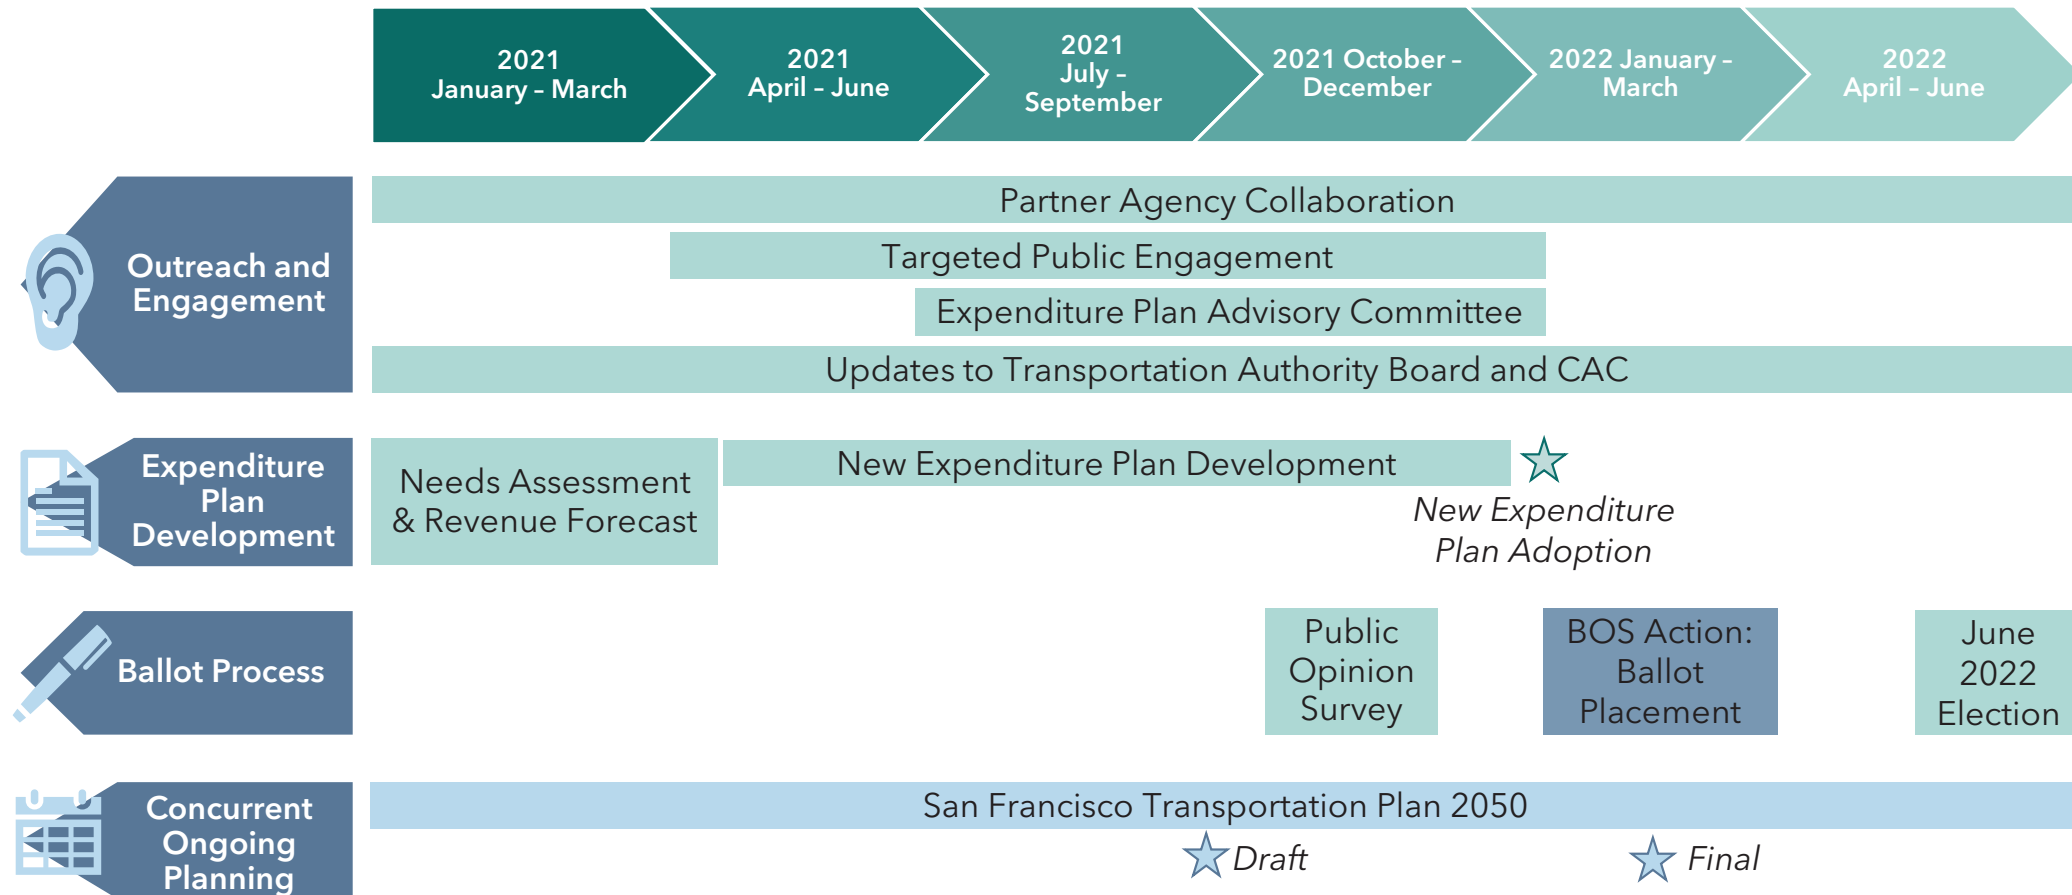 2021
January – March
2021
April – June
2021
July –
September
2021 October –
December
2022 January –
March
2022
April – June
Outreach and
Engagement
Partner Agency Collaboration
Targeted Public Engagement
Expenditure Plan Advisory Committee
Updates to Transportation Authority Board and CAC
Expenditure
Plan
Development
Needs Assessment
& Revenue Forecast
New Expenditure Plan Development
New Expenditure
Plan Adoption
Ballot Process
Public
Opinion
Survey
BOS Action:
Ballot
Placement
June
2022
Election
Concurrent
Ongoing
Planning
San Francisco Transportation Plan 2050
Draft
Final